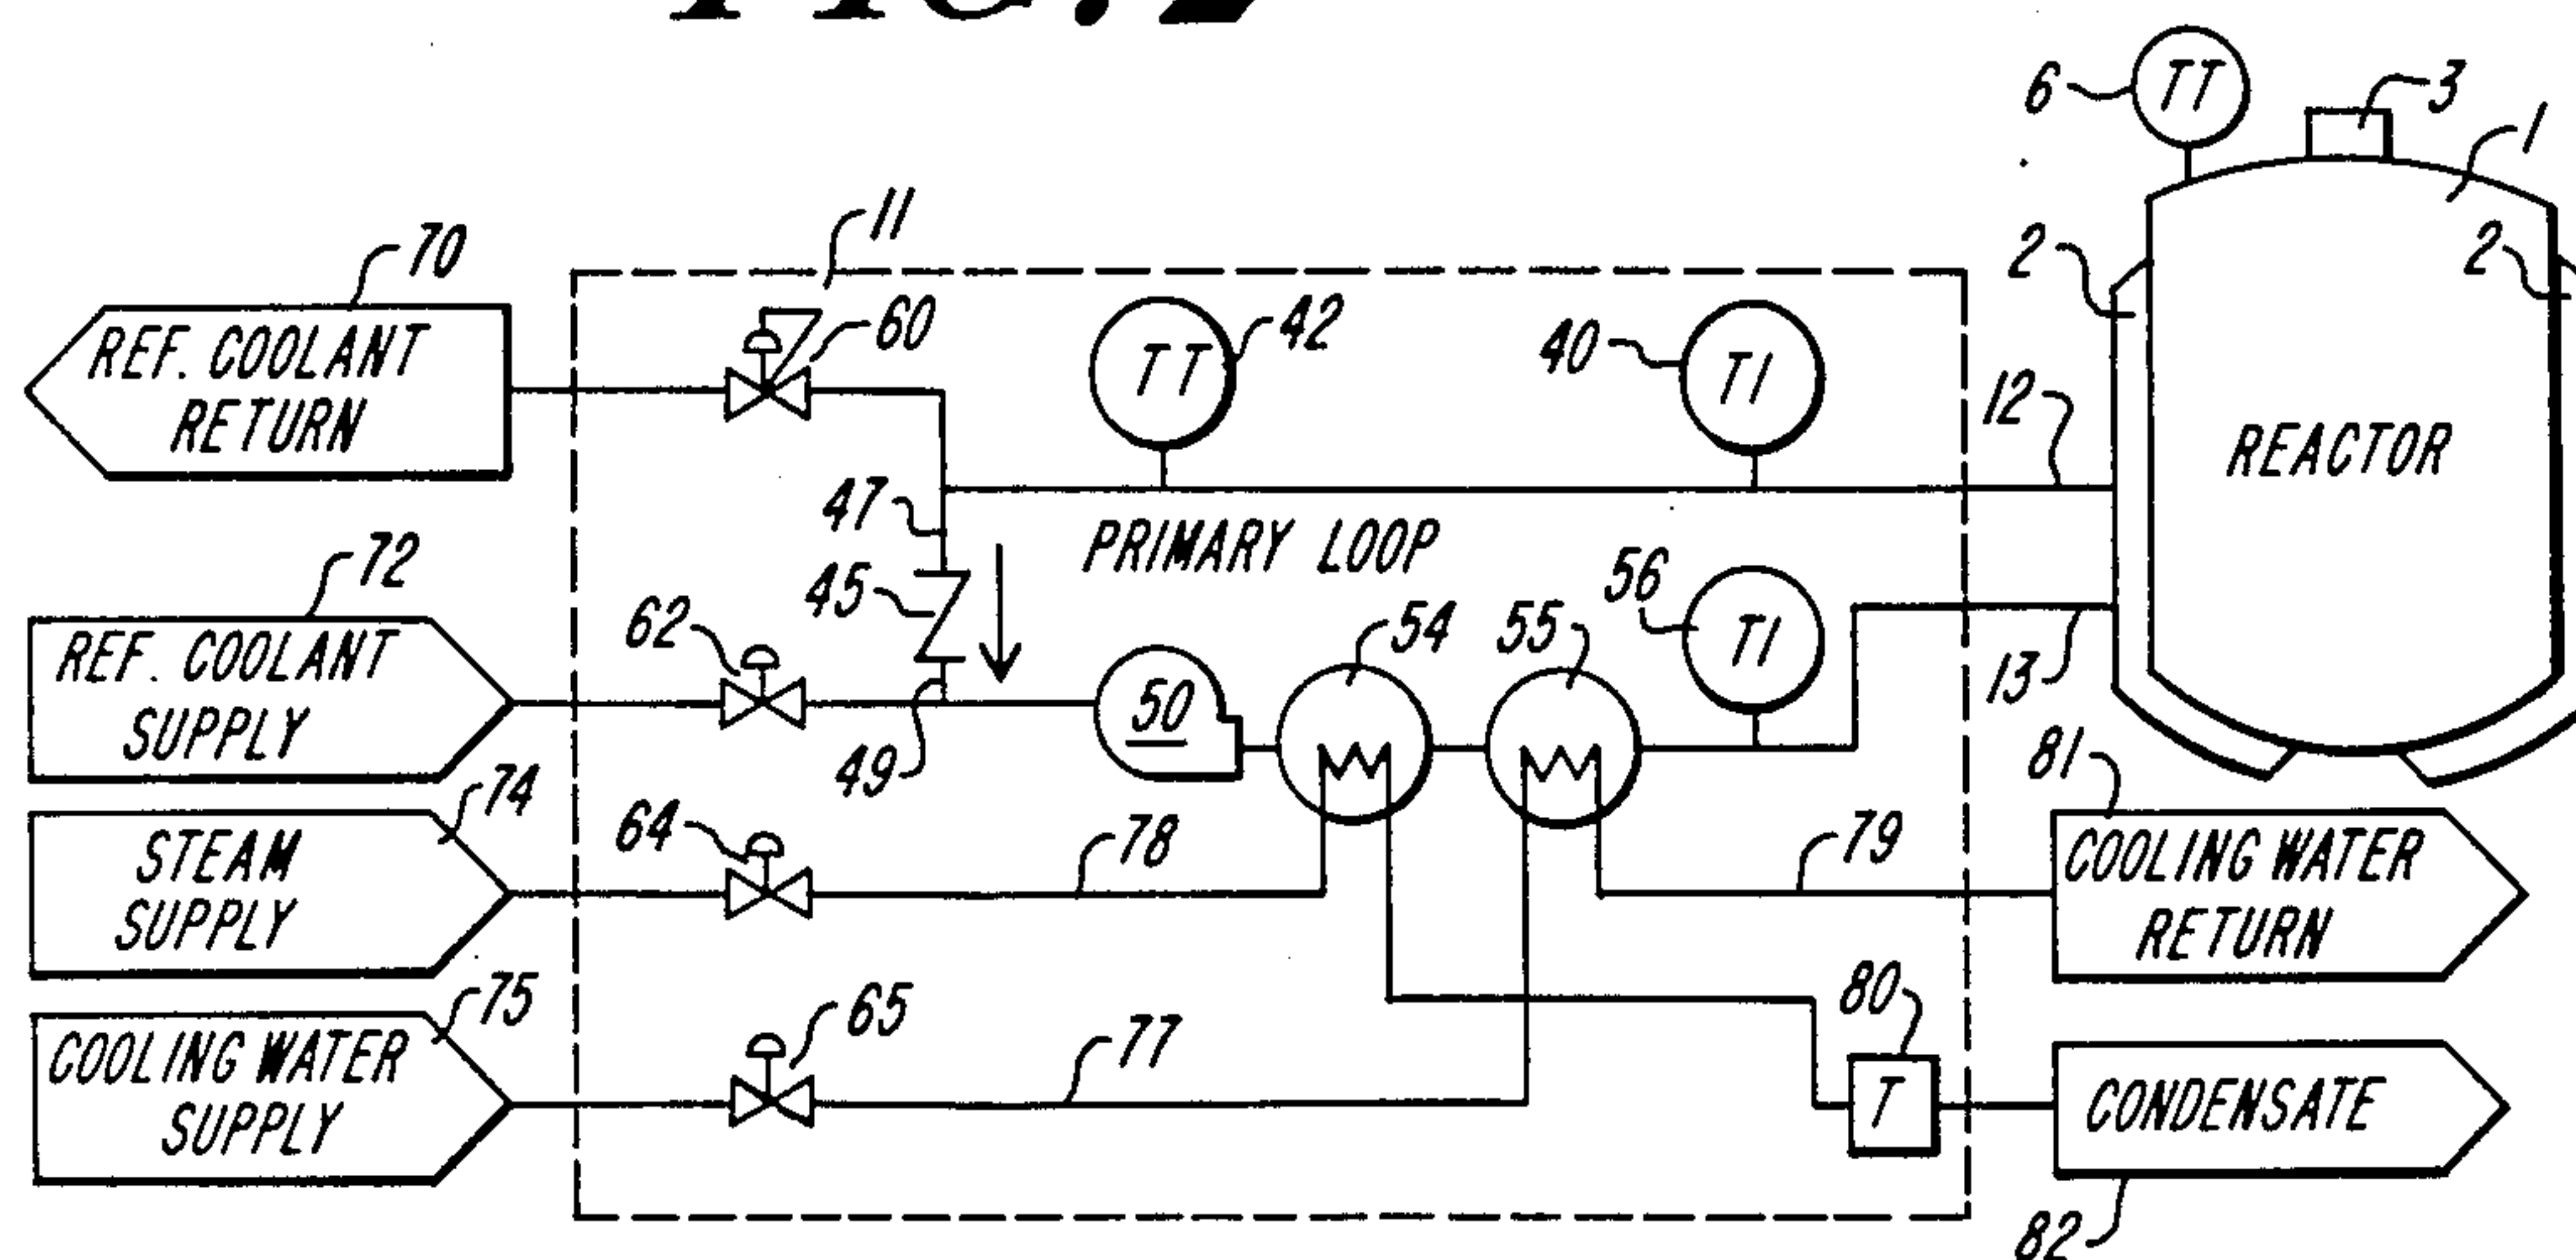 FIG. 2
6
TT
3
1
11
70
2
2
REF. COOLANT
RETURN
60
TT
42
40
TI
12
REACTOR
47
PRIMARY LOOP
72
45
56
TI
54
55
62
REF. COOLANT
SUPPLY
50
13
49
81
74
64
78
79
STEAM
SUPPLY
COOLING WATER
RETURN
75
65
80
COOLING WATER
SUPPLY
77
T
CONDENSATE
82